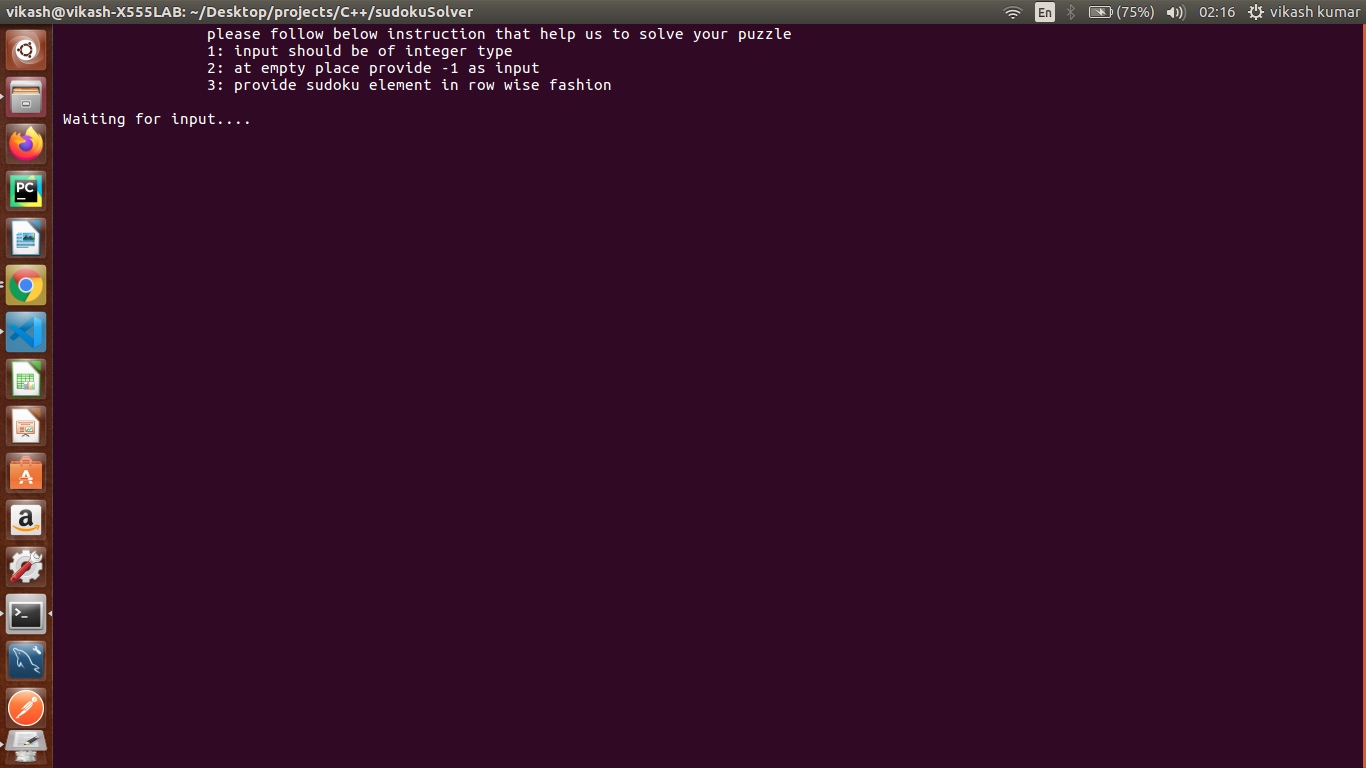 vikash@vikash-X555LAB: ~/Desktop/projects/C++/sudokuSolver En (75%) 02:16 vikash kumar
please follow below instruction that help us to solve your puzzle
1: input should be of integer type
2: at empty place provide -1 as input
3: provide sudoku element in row wise fashion
Waiting for input....
PC
a
>_